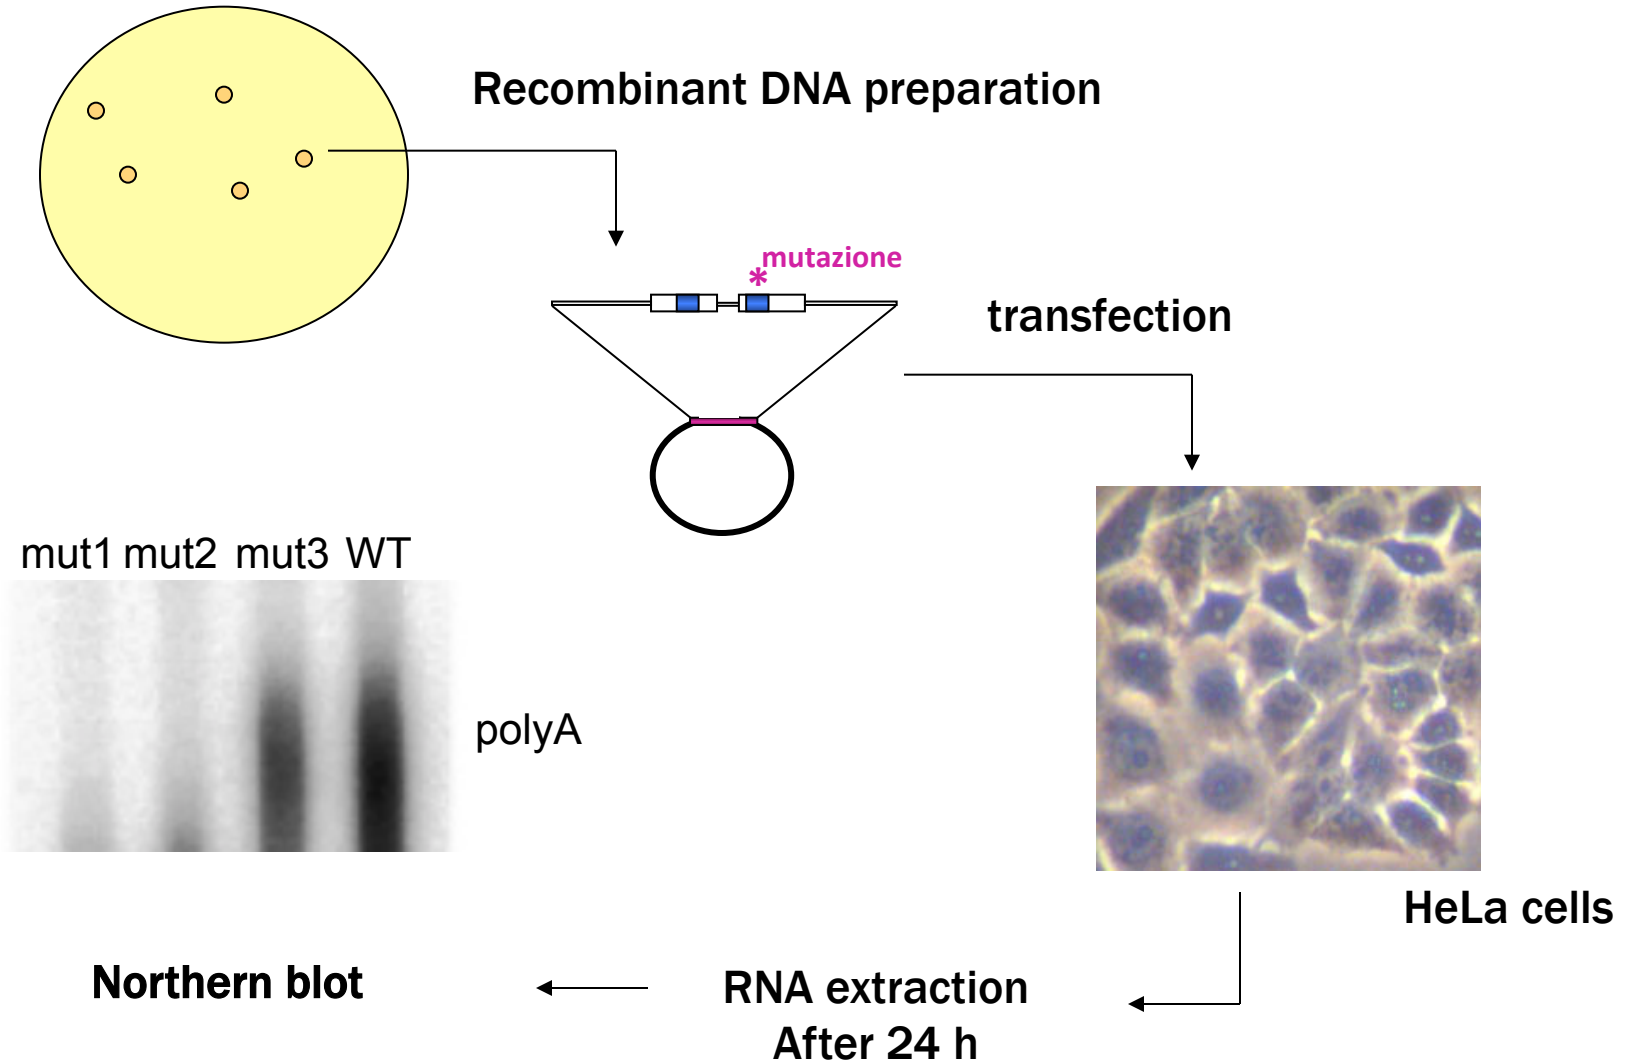 Recombinant DNA preparation
mutazione
*
transfection
mut1 mut2 mut3 WT
polyA
HeLa cells
Northern blot
RNA extraction
After 24 h